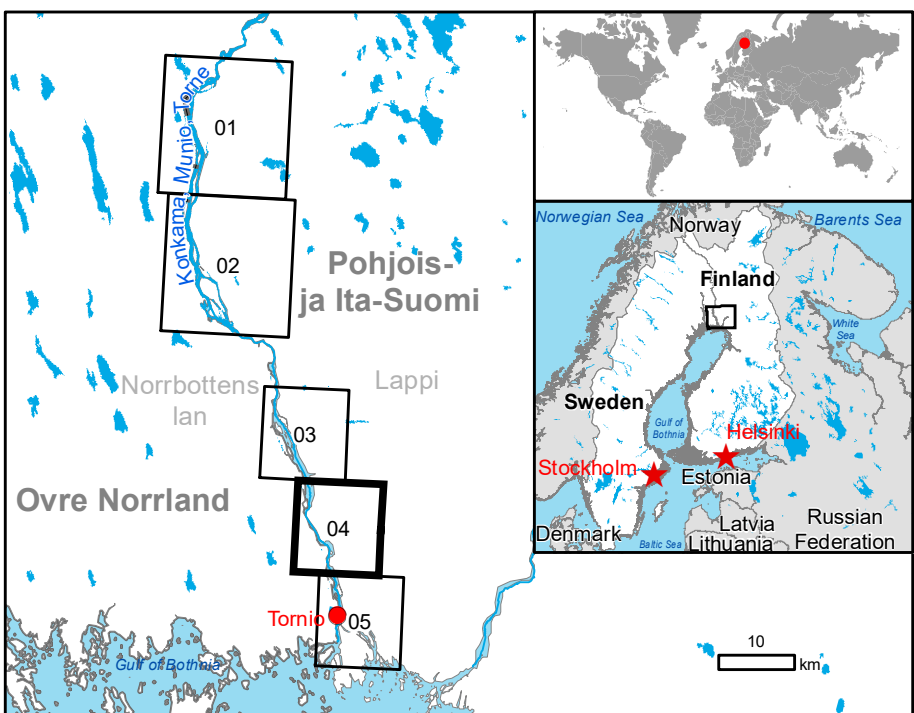 Konkama, Munio, Torne
01
02
Pohjois-
ja Ita-Suomi
Norrbottens
lan
Lappi
03
Ovre Norrland
04
Tornio
05
Gulf of Bothnia
10
km
Norwegian Sea
Norway
Barents Sea
Finland
White
Sea
Sweden
Gulf of
Bothnia
Helsinki
Stockholm
Estonia
Denmark
Baltic Sea
Latvia
Lithuania
Russian
Federation